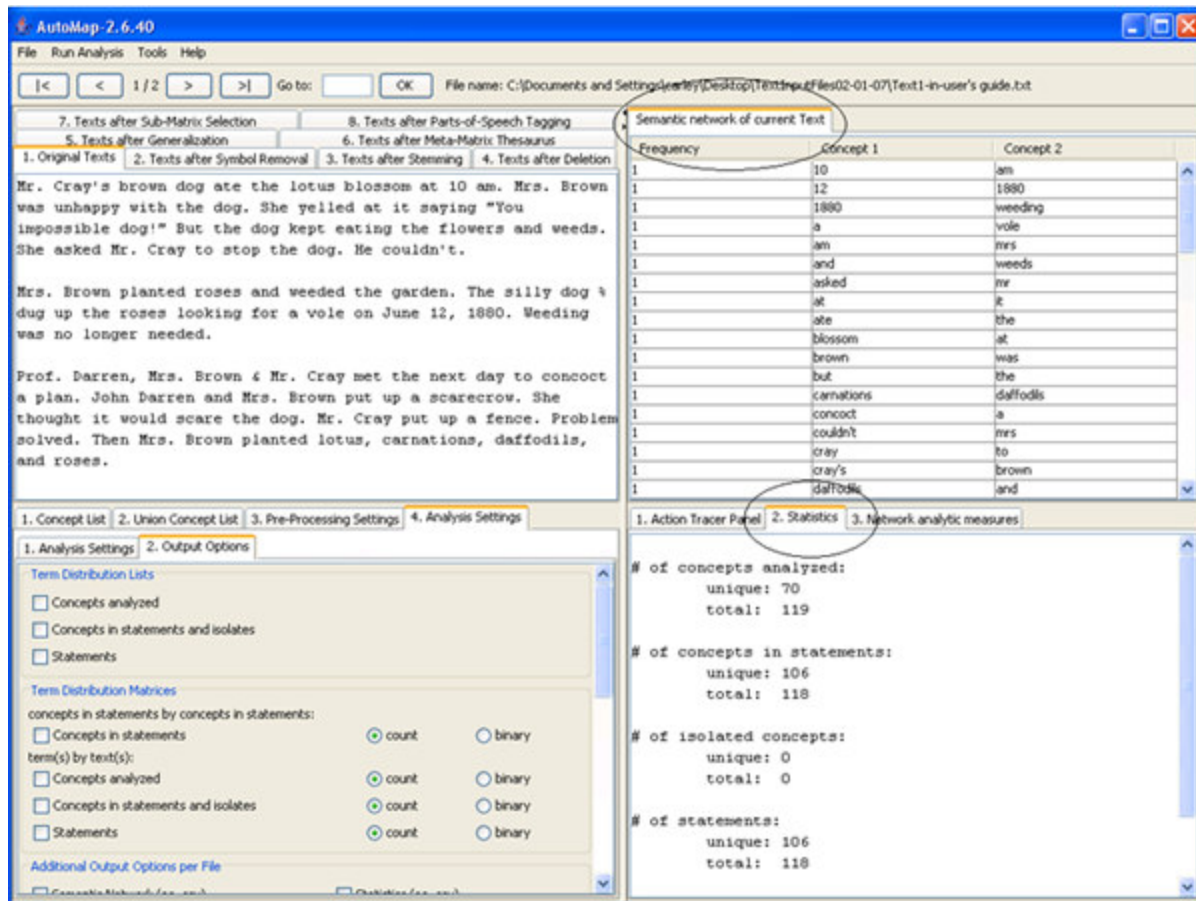 AutoMap-2.6.40
File Run Analysis Tools Help
|< < 1 / 2 > >| Go to: OK File name: C:\Documents and Settings\earley\Desktop\TextInputFiles02-01-07\Text1-in-user's guide.txt
7. Texts after Sub-Matrix Selection 8. Texts after Parts-of-Speech Tagging
5. Texts after Generalization 6. Texts after Meta-Matrix Thesaurus
1. Original Texts 2. Texts after Symbol Removal 3. Texts after Stemming 4. Texts after Deletion
Mr. Cray's brown dog ate the lotus blossom at 10 am. Mrs. Brown
was unhappy with the dog. She yelled at it saying "You
impossible dog!" But the dog kept eating the flowers and weeds.
She asked Mr. Cray to stop the dog. He couldn't.
Mrs. Brown planted roses and weeded the garden. The silly dog %
dug up the roses looking for a vole on June 12, 1880. Weeding
was no longer needed.
Prof. Darren, Mrs. Brown & Mr. Cray met the next day to concoct
a plan. John Darren and Mrs. Brown put up a scarecrow. She
thought it would scare the dog. Mr. Cray put up a fence. Problem
solved. Then Mrs. Brown planted lotus, carnations, daffodils,
and roses.
Semantic network of current Text
Frequency Concept 1 Concept 2
1 10 am
1 12 1880
1 1880 weeding
1 a vole
1 am mrs
1 and weeds
1 asked mr
1 at it
1 ate the
1 blossom at
1 brown was
1 but the
1 carnations daffodils
1 concoct a
1 couldn't mrs
1 cray to
1 cray's brown
1 daffodils and
1. Concept List 2. Union Concept List 3. Pre-Processing Settings 4. Analysis Settings
1. Analysis Settings 2. Output Options
Term Distribution Lists
Concepts analyzed
Concepts in statements and isolates
Statements
Term Distribution Matrices
concepts in statements by concepts in statements:
Concepts in statements count binary
term(s) by text(s):
Concepts analyzed count binary
Concepts in statements and isolates count binary
Statements count binary
Additional Output Options per File
1. Action Tracer Panel 2. Statistics 3. Network analytic measures
# of concepts analyzed:
unique: 70
total: 119
# of concepts in statements:
unique: 106
total: 118
# of isolated concepts:
unique: 0
total: 0
# of statements:
unique: 106
total: 118